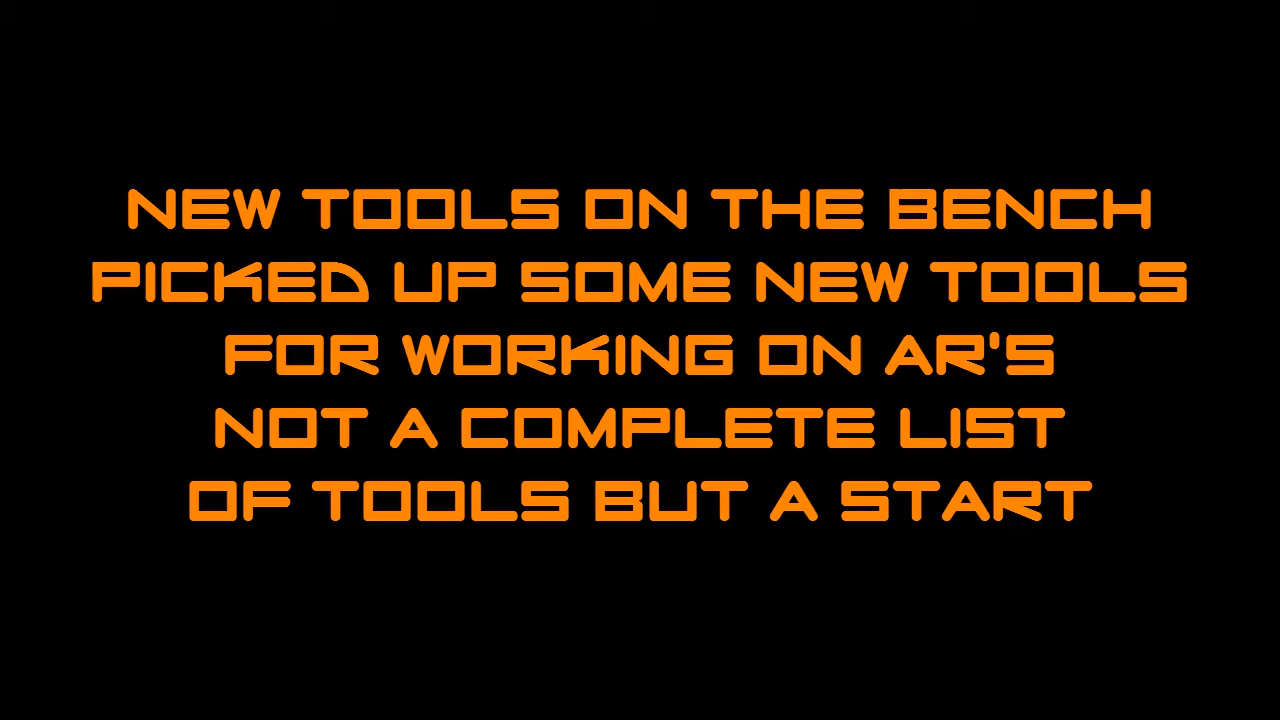 NEW TOOLS ON THE BENCH
PICKED UP SOME NEW TOOLS
FOR WORKING ON AR'S
NOT A COMPLETE LIST
OF TOOLS BUT A START